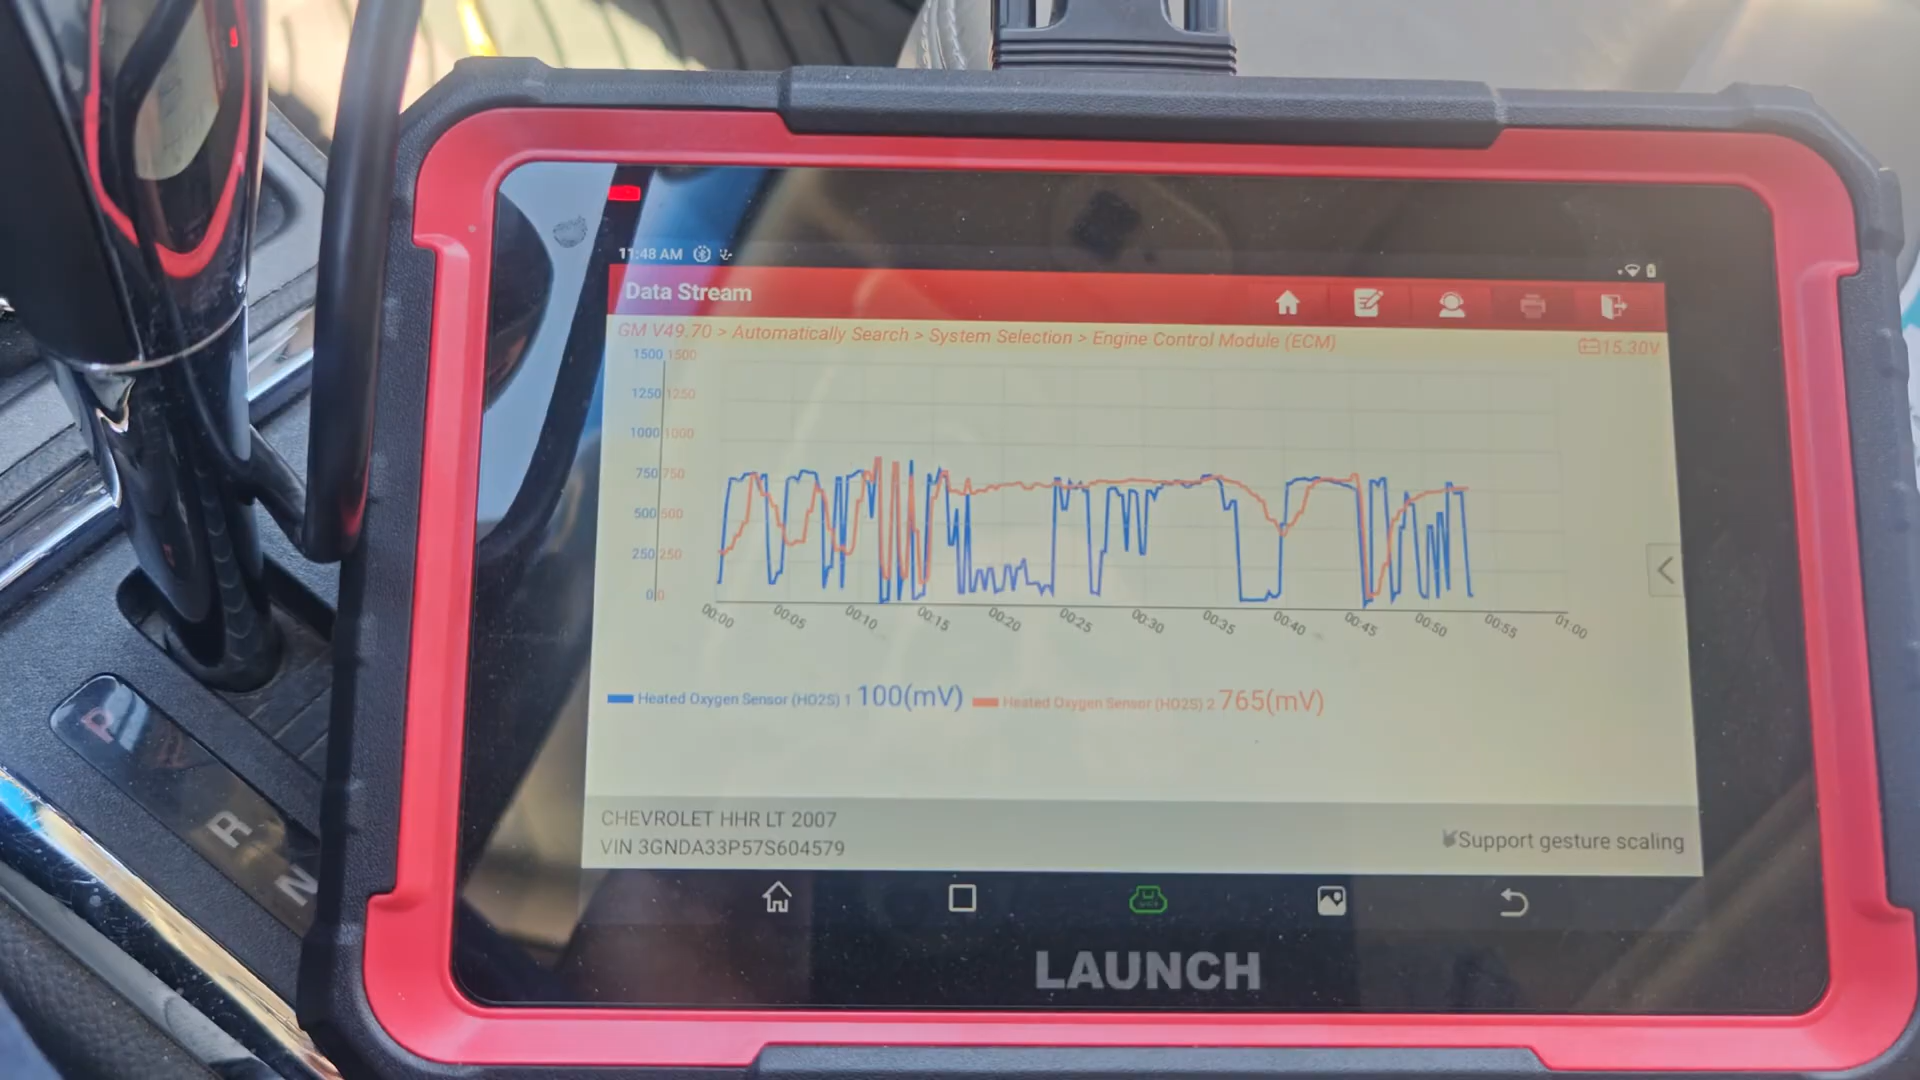 11:48 AM
Data Stream
GM V49.70 > Automatically Search > System Selection > Engine Control Module (ECM)
15.30V
1500 1500
1250 1250
1000 1000
750 750
500 500
250 250
0 0
00:00 00:05 00:10 00:15 00:20 00:25 00:30 00:35 00:40 00:45 00:50 00:55 01:00
Heated Oxygen Sensor (HO2S) 1 100(mV) Heated Oxygen Sensor (HO2S) 2 765(mV)
CHEVROLET HHR LT 2007
VIN 3GNDA33P57S604579
Support gesture scaling
LAUNCH
P
R
N